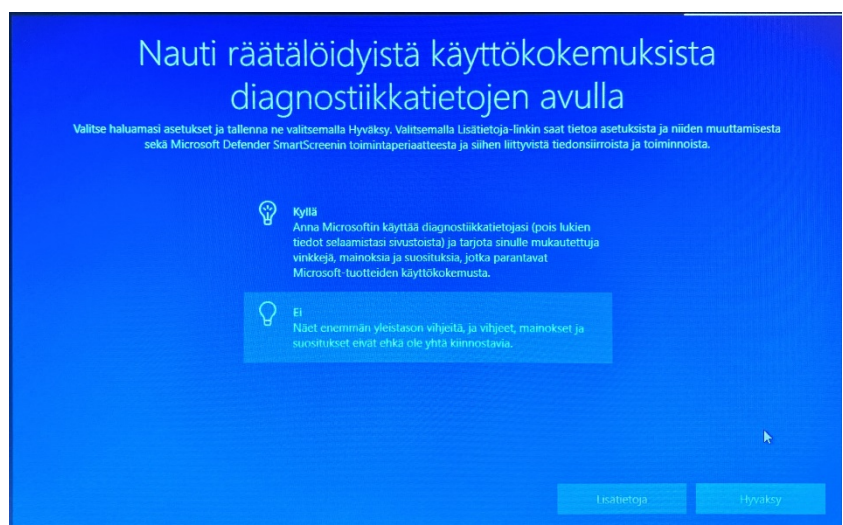 Nauti räätälöidyistä käyttökokemuksista
diagnostiikkatietojen avulla
Valitse haluamasi asetukset ja tallenna ne valitsemalla Hyväksy. Valitsemalla Lisätietoja-linkin saat tietoa asetuksista ja niiden muuttamisesta
sekä Microsoft Defender SmartScreenin toimintaperiaatteesta ja siihen liittyvistä tiedonsiirroista ja toiminnoista.
Kyllä
Anna Microsoftin käyttää diagnostiikkatietojasi (pois lukien
tiedot selaamistasi sivustoista) ja tarjota sinulle mukautettuja
vinkkejä, mainoksia ja suosituksia, jotka parantavat
Microsoft-tuotteiden käyttökokemusta.
Ei
Näet enemmän yleistason vihjeitä, ja vihjeet, mainokset ja
suositukset eivät ehkä ole yhtä kiinnostavia.
Lisätietoja
Hyväksy